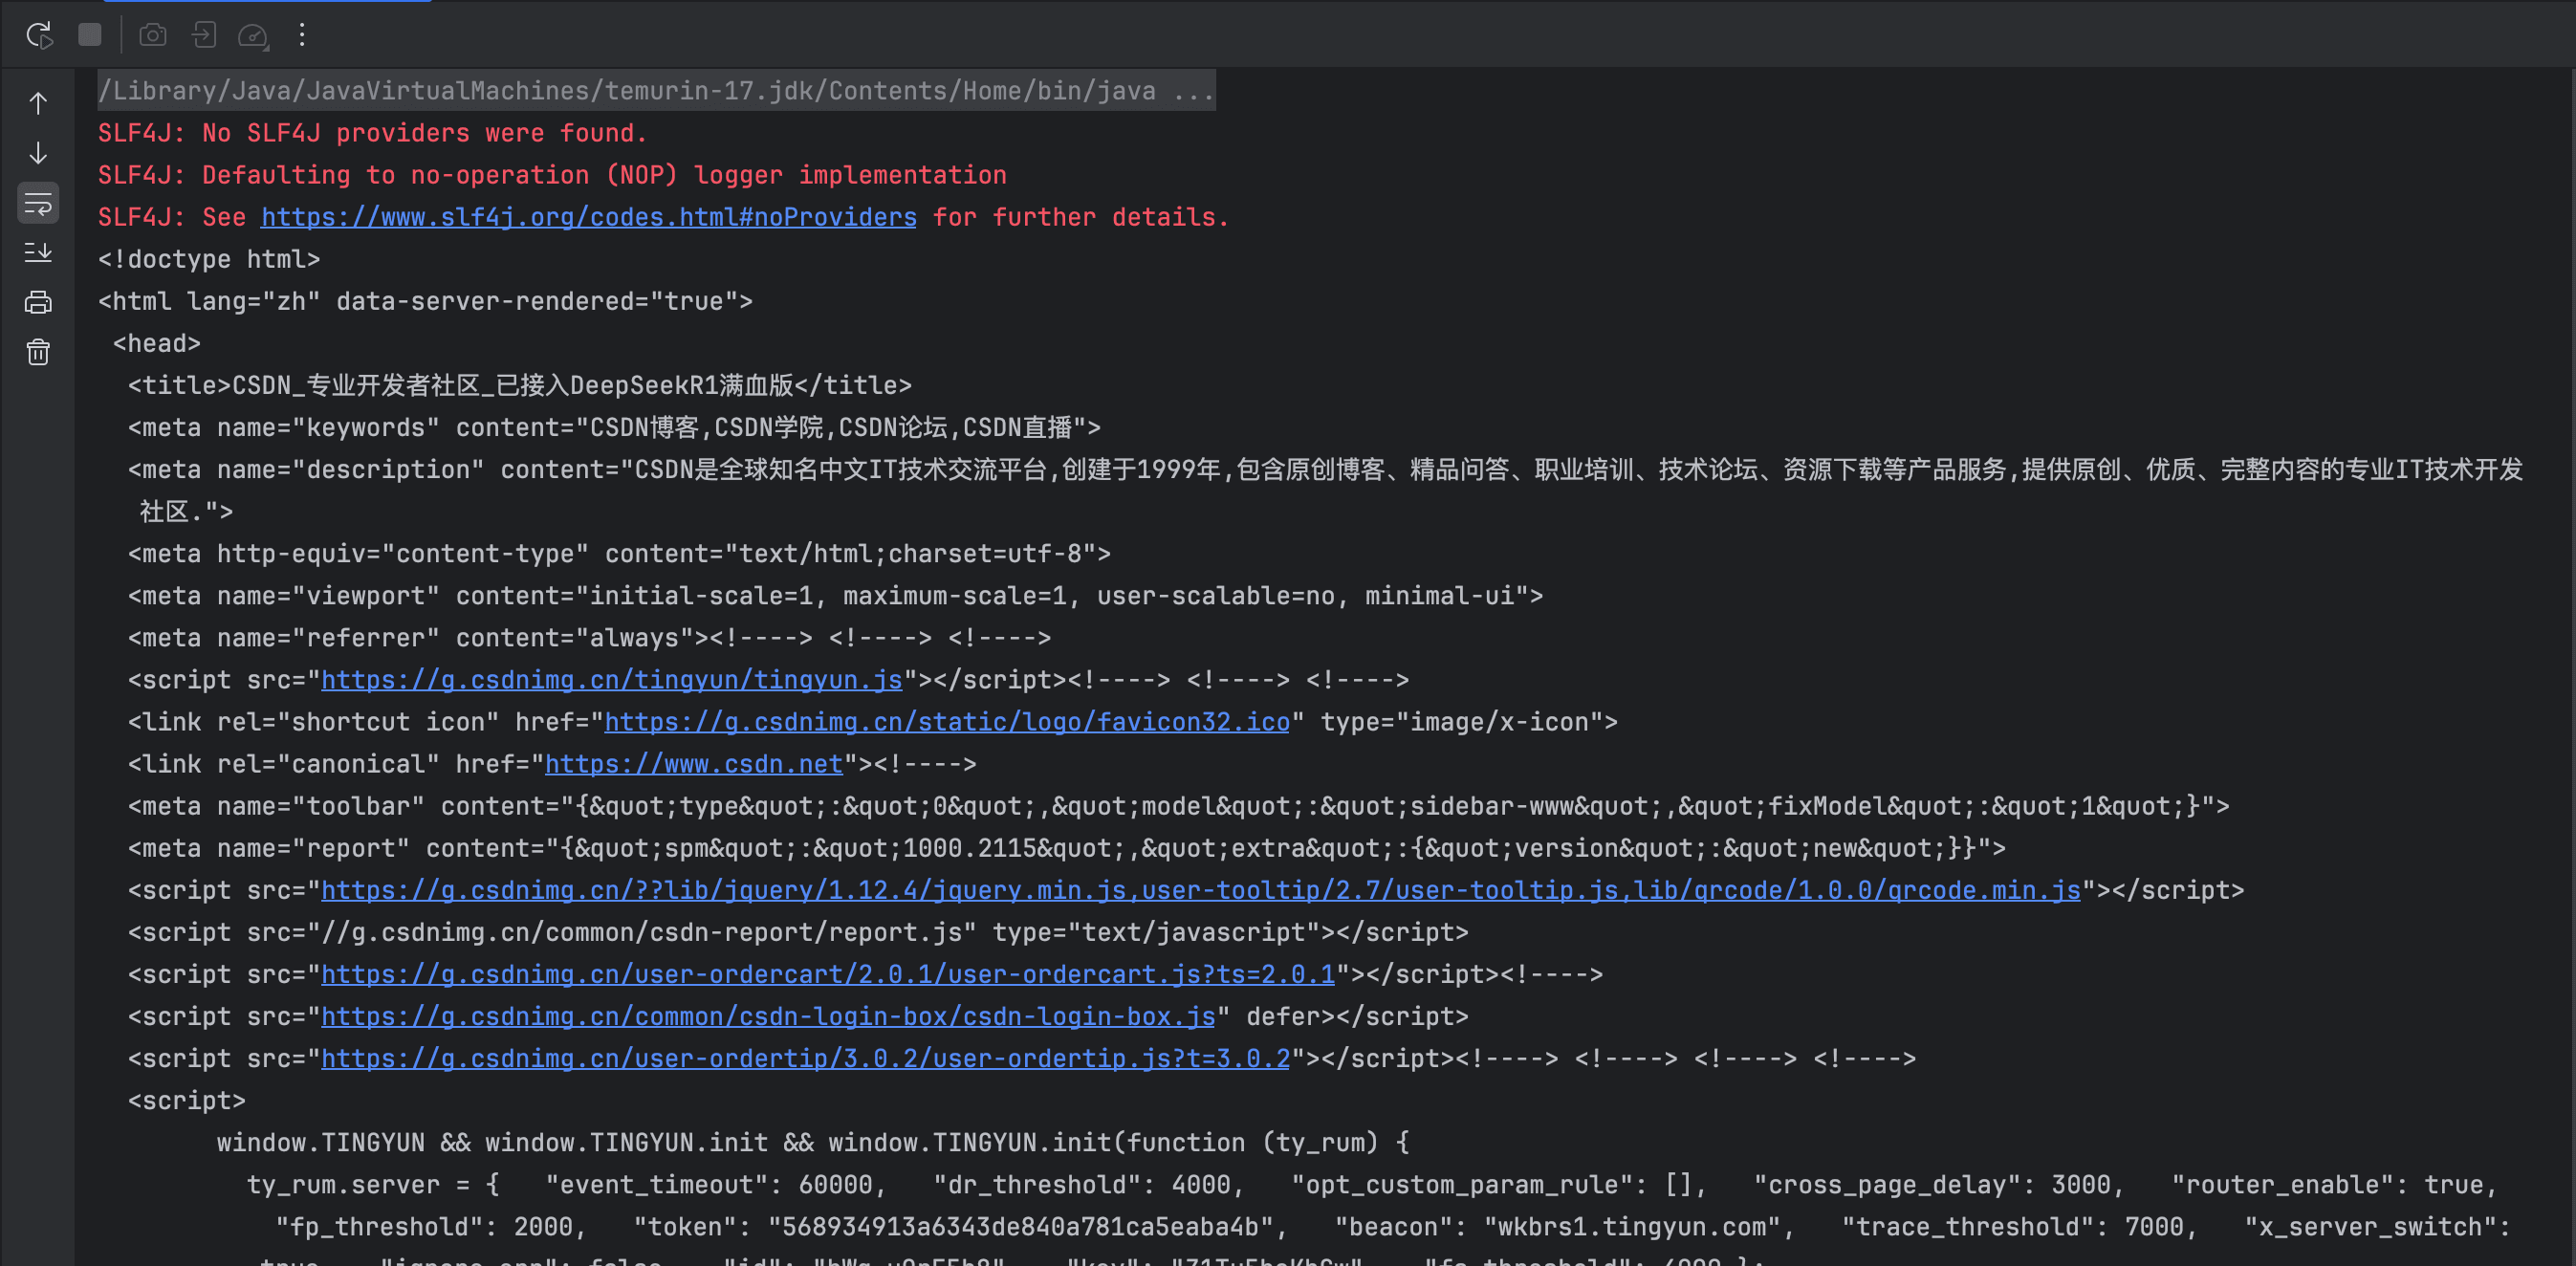 /Library/Java/JavaVirtualMachines/temurin-17.jdk/Contents/Home/bin/java ...
SLF4J: No SLF4J providers were found.
SLF4J: Defaulting to no-operation (NOP) logger implementation
SLF4J: See https://www.slf4j.org/codes.html#noProviders for further details.
<!doctype html>
<html lang="zh" data-server-rendered="true">
<head>
<title>CSDN_专业开发者社区_已接入DeepSeekR1满血版</title>
<meta name="keywords" content="CSDN博客,CSDN学院,CSDN论坛,CSDN直播">
<meta name="description" content="CSDN是全球知名中文IT技术交流平台,创建于1999年,包含原创博客、精品问答、职业培训、技术论坛、资源下载等产品服务,提供原创、优质、完整内容的专业IT技术开发
社区.">
<meta http-equiv="content-type" content="text/html;charset=utf-8">
<meta name="viewport" content="initial-scale=1, maximum-scale=1, user-scalable=no, minimal-ui">
<meta name="referrer" content="always"><!----> <!----> <!---->
<script src="https://g.csdnimg.cn/tingyun/tingyun.js"></script><!----> <!----> <!---->
<link rel="shortcut icon" href="https://g.csdnimg.cn/static/logo/favicon32.ico" type="image/x-icon">
<link rel="canonical" href="https://www.csdn.net"><!---->
<meta name="toolbar" content="{&quot;type&quot;:&quot;0&quot;,&quot;model&quot;:&quot;sidebar-www&quot;,&quot;fixModel&quot;:&quot;1&quot;}">
<meta name="report" content="{&quot;spm&quot;:&quot;1000.2115&quot;,&quot;extra&quot;:{&quot;version&quot;:&quot;new&quot;}}">
<script src="https://g.csdnimg.cn/??lib/jquery/1.12.4/jquery.min.js,user-tooltip/2.7/user-tooltip.js,lib/qrcode/1.0.0/qrcode.min.js"></script>
<script src="//g.csdnimg.cn/common/csdn-report/report.js" type="text/javascript"></script>
<script src="https://g.csdnimg.cn/user-ordercart/2.0.1/user-ordercart.js?ts=2.0.1"></script><!---->
<script src="https://g.csdnimg.cn/common/csdn-login-box/csdn-login-box.js" defer></script>
<script src="https://g.csdnimg.cn/user-ordertip/3.0.2/user-ordertip.js?t=3.0.2"></script><!----> <!----> <!----> <!---->
<script>
window.TINGYUN && window.TINGYUN.init && window.TINGYUN.init(function (ty_rum) {
ty_rum.server = { "event_timeout": 60000, "dr_threshold": 4000, "opt_custom_param_rule": [], "cross_page_delay": 3000, "router_enable": true,
"fp_threshold": 2000, "token": "568934913a6343de840a781ca5eaba4b", "beacon": "wkbrs1.tingyun.com", "trace_threshold": 7000, "x_server_switch":